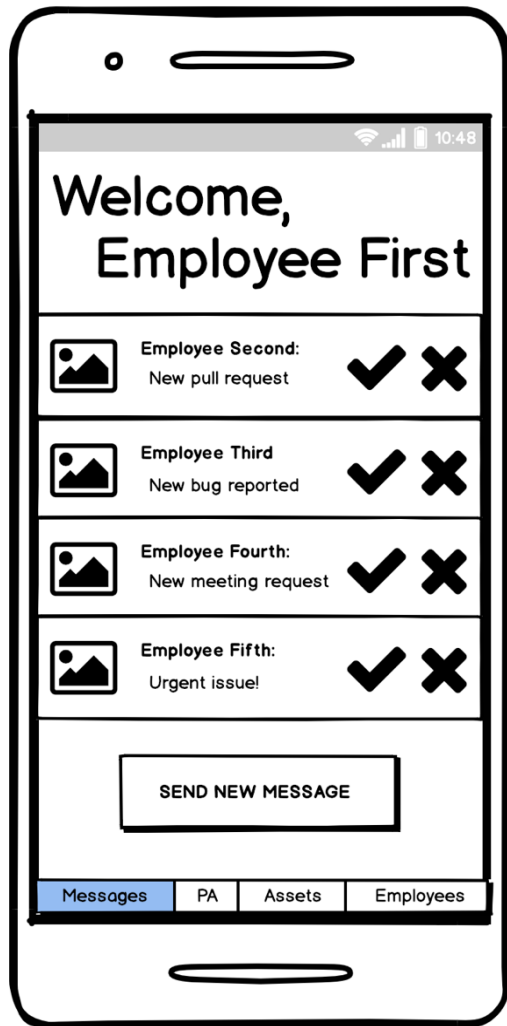 10:48
Welcome,
Employee First
Employee Second:
New pull request
Employee Third
New bug reported
Employee Fourth:
New meeting request
Employee Fifth:
Urgent issue!
SEND NEW MESSAGE
Messages PA Assets Employees